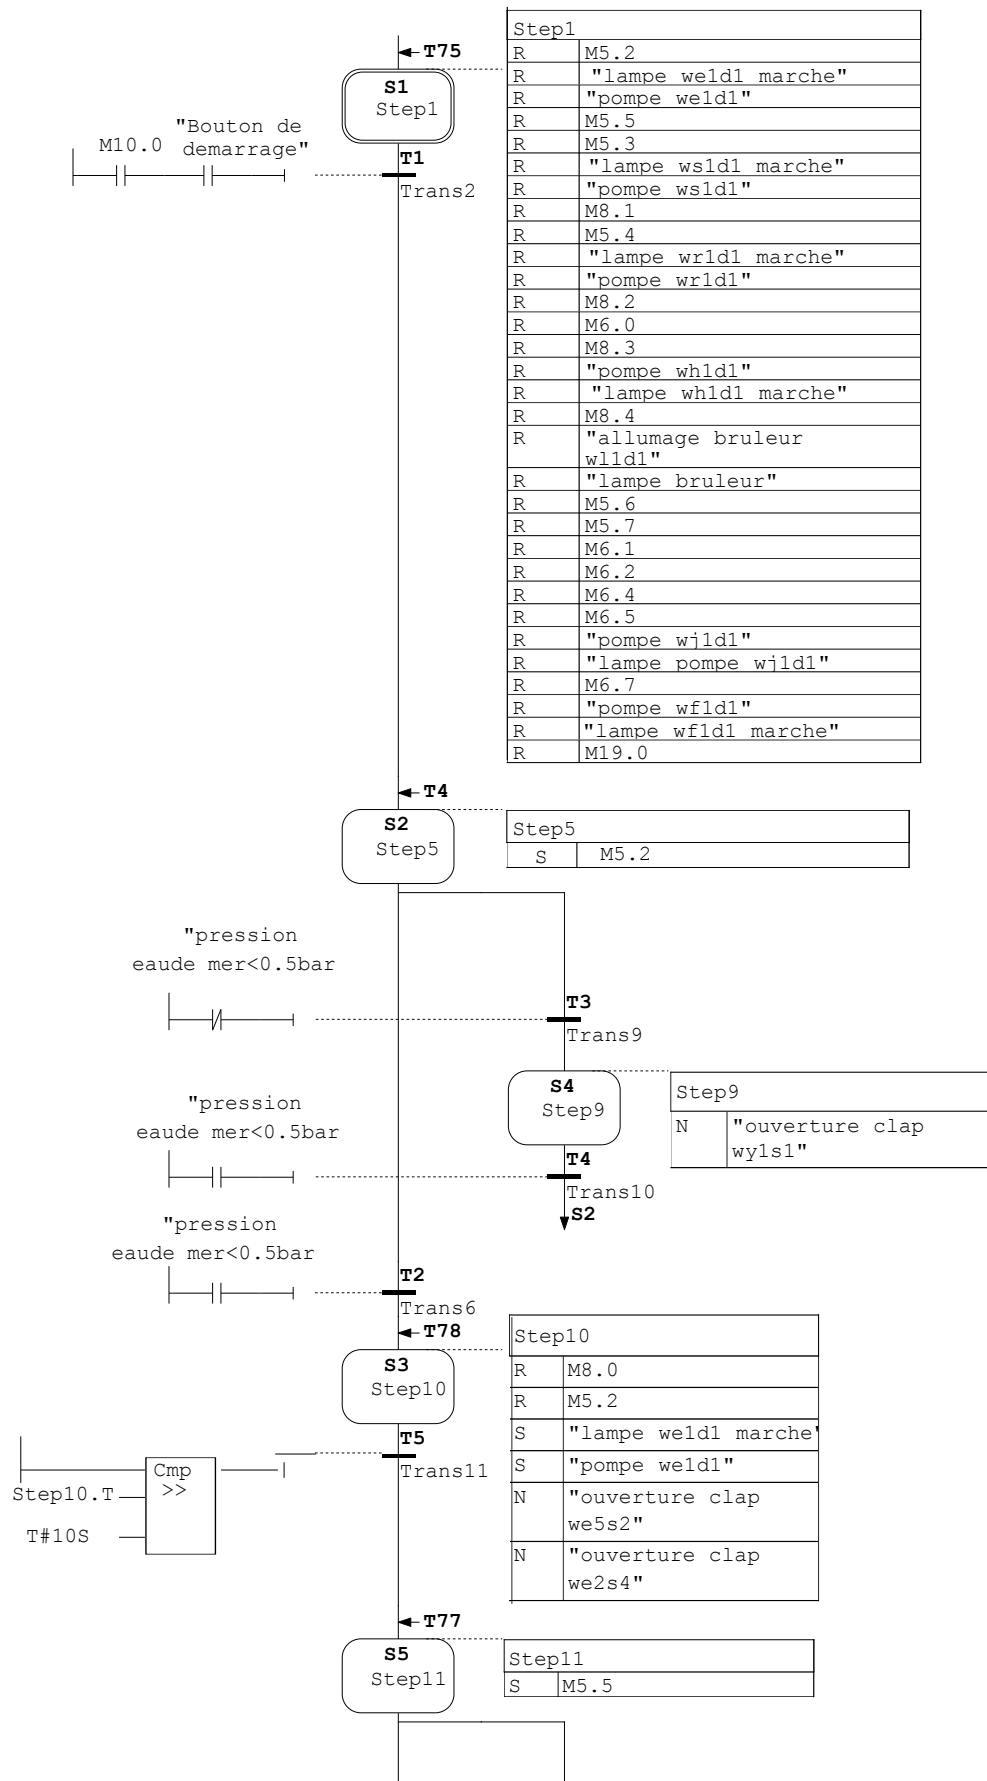 T75
S1
Step1
M10.0
"Bouton de
demarrage"
T1
Trans2
Step1
R M5.2
R "lampe we1d1 marche"
R "pompe we1d1"
R M5.5
R M5.3
R "lampe ws1d1 marche"
R "pompe ws1d1"
R M8.1
R M5.4
R "lampe wr1d1 marche"
R "pompe wr1d1"
R M8.2
R M6.0
R M8.3
R "pompe wh1d1"
R "lampe wh1d1 marche"
R M8.4
R "allumage bruleur
wl1d1"
R "lampe bruleur"
R M5.6
R M5.7
R M6.1
R M6.2
R M6.4
R M6.5
R "pompe wj1d1"
R "lampe pompe wj1d1"
R M6.7
R "pompe wf1d1"
R "lampe wf1d1 marche"
R M19.0
T4
S2
Step5
Step5
S M5.2
"pression
eaude mer<0.5bar
T3
Trans9
S4
Step9
Step9
N "ouverture clap
wy1s1"
"pression
eaude mer<0.5bar
T4
Trans10
S2
"pression
eaude mer<0.5bar
T2
Trans6
T78
S3
Step10
Step10
R M8.0
R M5.2
S "lampe we1d1 marche"
S "pompe we1d1"
N "ouverture clap
we5s2"
N "ouverture clap
we2s4"
T5
Trans11
Cmp
>>
Step10.T
T#10S
T77
S5
Step11
Step11
S M5.5